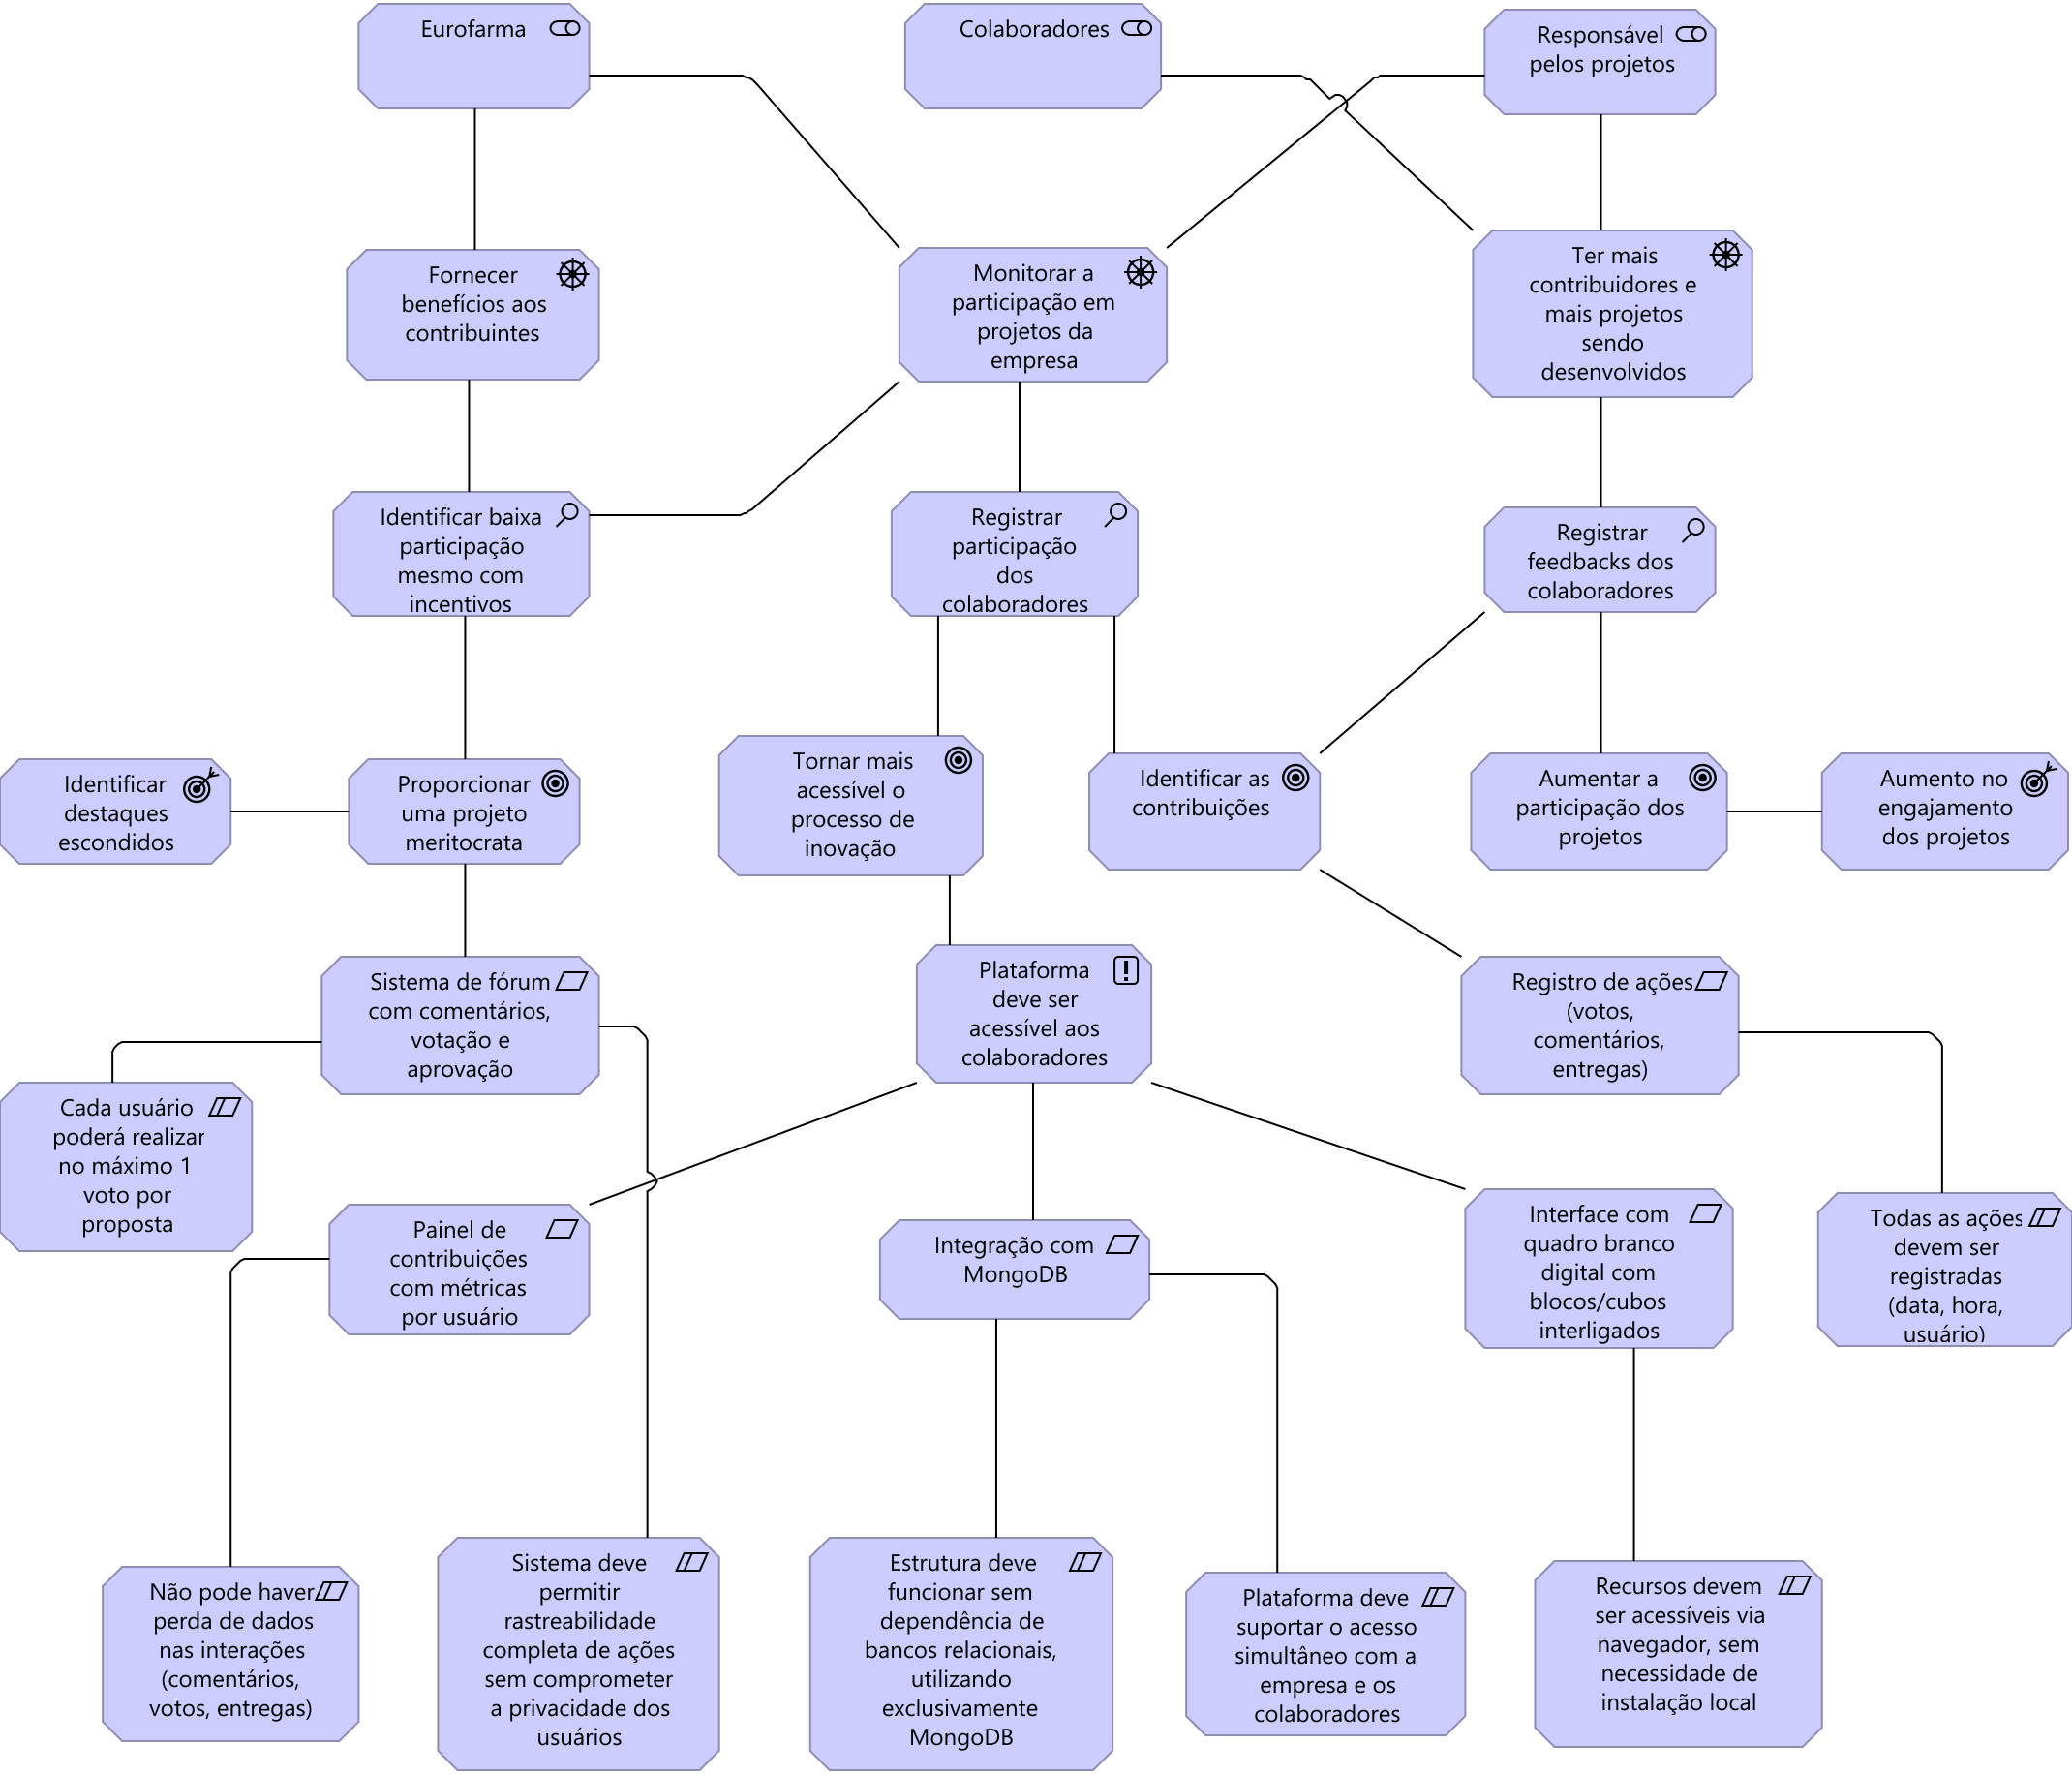 Eurofarma
Colaboradores
Responsável
pelos projetos
Fornecer
benefícios aos
contribuintes
Monitorar a
participação em
projetos da
empresa
Ter mais
contribuidores e
mais projetos
sendo
desenvolvidos
Identificar baixa
participação
mesmo com
incentivos
Registrar
participação
dos
colaboradores
Registrar
feedbacks dos
colaboradores
Identificar
destaques
escondidos
Proporcionar
uma projeto
meritocrata
Tornar mais
acessível o
processo de
inovação
Identificar as
contribuições
Aumentar a
participação dos
projetos
Aumento no
engajamento
dos projetos
Sistema de fórum
com comentários,
votação e
aprovação
Plataforma
deve ser
acessível aos
colaboradores
Registro de ações
(votos,
comentários,
entregas)
Cada usuário
poderá realizar
no máximo 1
voto por
proposta
Painel de
contribuições
com métricas
por usuário
Integração com
MongoDB
Interface com
quadro branco
digital com
blocos/cubos
interligados
Todas as ações
devem ser
registradas
(data, hora,
usuário)
Não pode haver
perda de dados
nas interações
(comentários,
votos, entregas)
Sistema deve
permitir
rastreabilidade
completa de ações
sem comprometer
a privacidade dos
usuários
Estrutura deve
funcionar sem
dependência de
bancos relacionais,
utilizando
exclusivamente
MongoDB
Plataforma deve
suportar o acesso
simultâneo com a
empresa e os
colaboradores
Recursos devem
ser acessíveis via
navegador, sem
necessidade de
instalação local